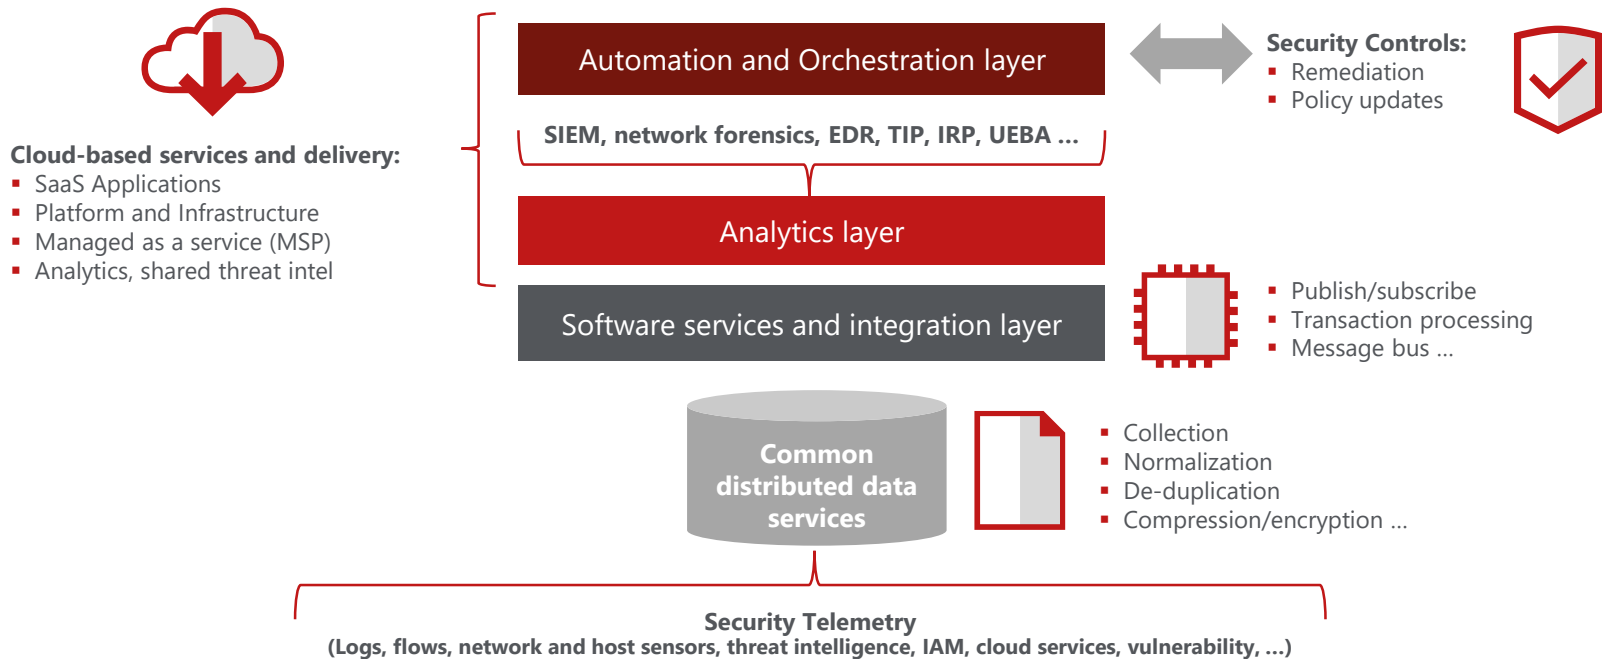 Automation and Orchestration layer
Security Controls:
Remediation
Policy updates
SIEM, network forensics, EDR, TIP, IRP, UEBA ...
Cloud-based services and delivery:
SaaS Applications
Platform and Infrastructure
Managed as a service (MSP)
Analytics, shared threat intel
Analytics layer
Software services and integration layer
Publish/subscribe
Transaction processing
Message bus ...
Common
distributed data
services
Collection
Normalization
De-duplication
Compression/encryption ...
Security Telemetry
(Logs, flows, network and host sensors, threat intelligence, IAM, cloud services, vulnerability, ...)